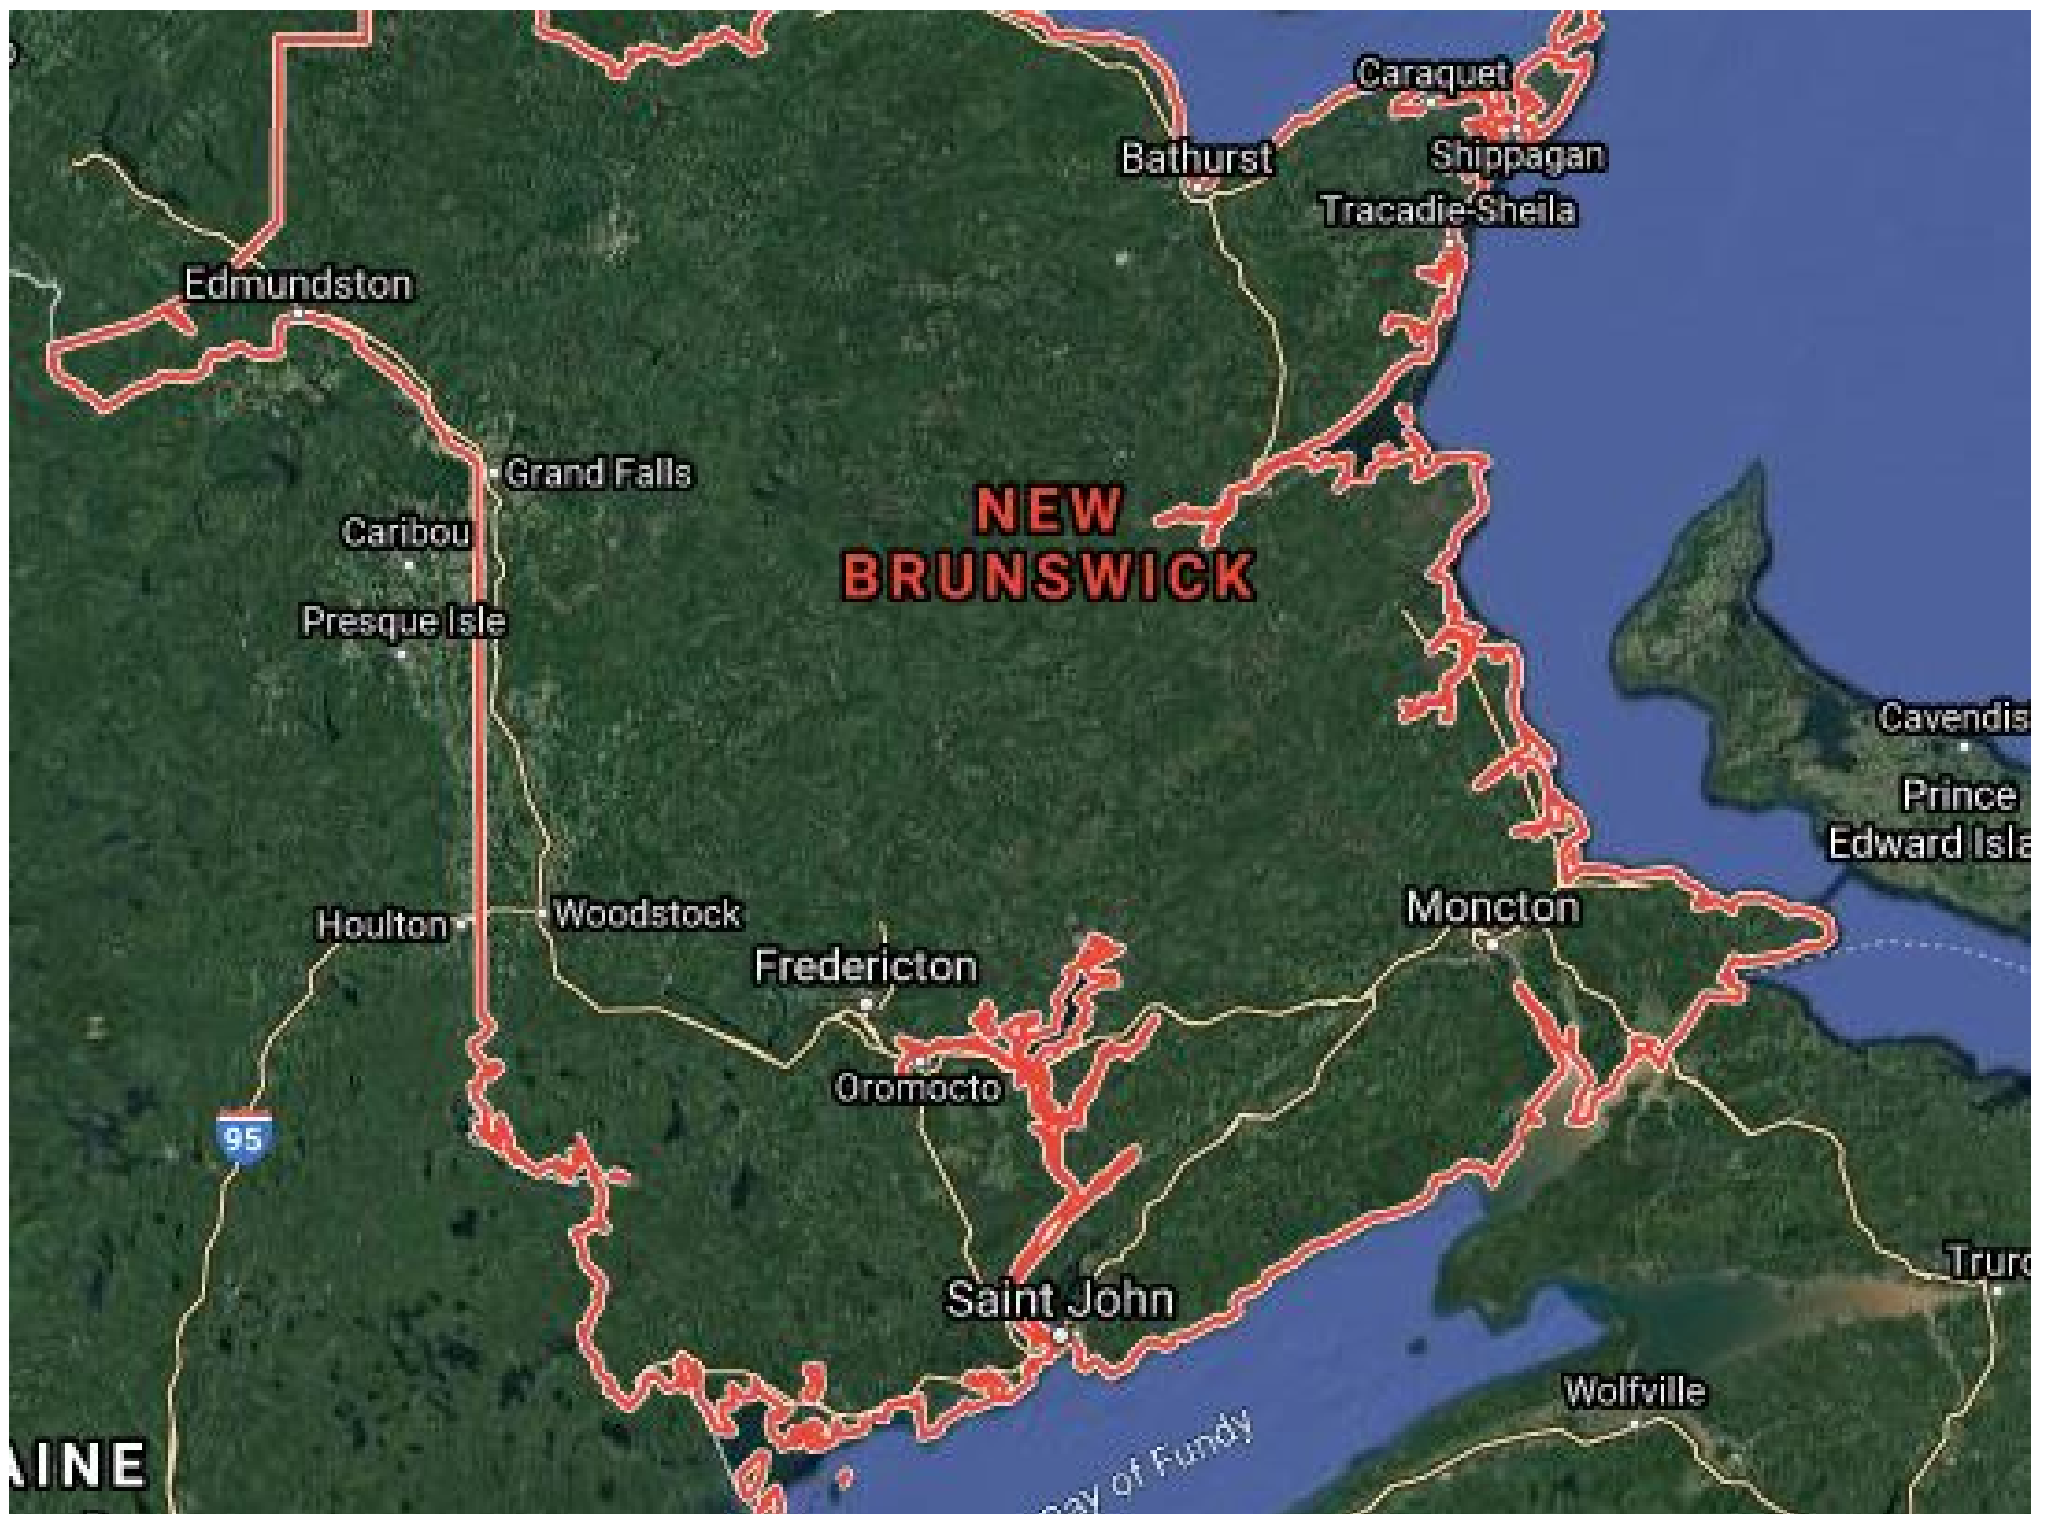 Caraquet
Bathurst
Shippagan
Tracadie-Sheila
Edmundston
Grand Falls
NEW
BRUNSWICK
Caribou
Presque Isle
Cavendis
Prince
Edward Isla
Moncton
Houlton
Woodstock
Fredericton
Oromocto
95
Truro
Saint John
Wolfville
Bay of Fundy
AINE